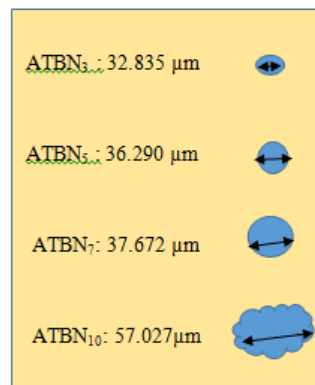 ATBN₃ : 32.835 µm
ATBN₅ : 36.290 µm
ATBN₇: 37.672 µm
ATBN₁₀: 57.027µm